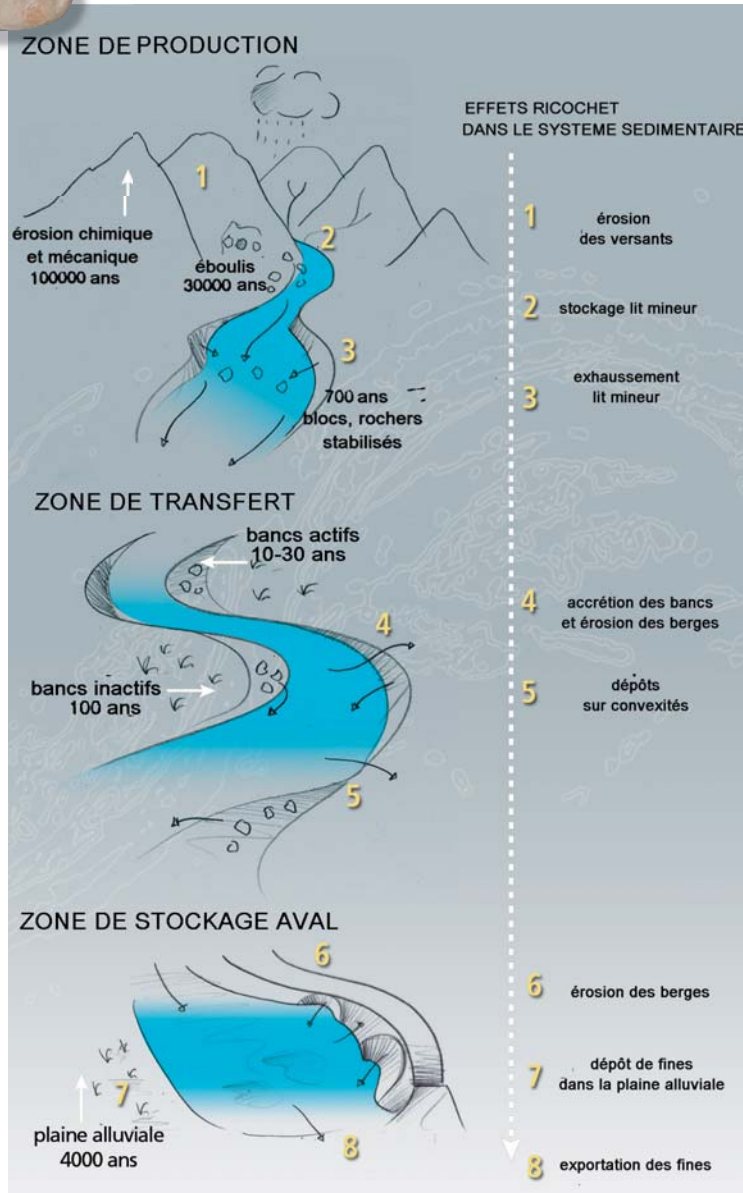 ZONE DE PRODUCTION
EFFETS RICOCHET
DANS LE SYSTEME SEDIMENTAIRE
1
érosion chimique
et mécanique
100000 ans
éboulis
30000 ans
2
3
700 ans
blocs, rochers
stabilisés
1
érosion
des versants
2
stockage lit mineur
3
exhaussement
lit mineur
ZONE DE TRANSFERT
bancs actifs
10-30 ans
4
bancs inactifs
100 ans
5
4
accrétion des bancs
et érosion des berges
5
dépôts
sur convexités
ZONE DE STOCKAGE AVAL
6
7
plaine alluviale
4000 ans
8
6
érosion des berges
7
dépôt de fines
dans la plaine alluviale
8
exportation des fines